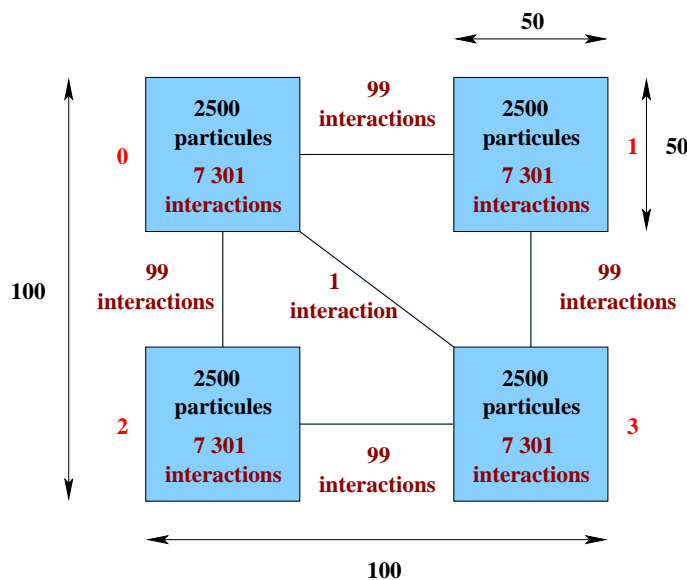 50
99
interactions
2500
particules
7 301
interactions
0
2500
particules
7 301
interactions
1
50
99
interactions
1
interaction
99
interactions
100
2500
particules
7 301
interactions
2
99
interactions
2500
particules
7 301
interactions
3
100